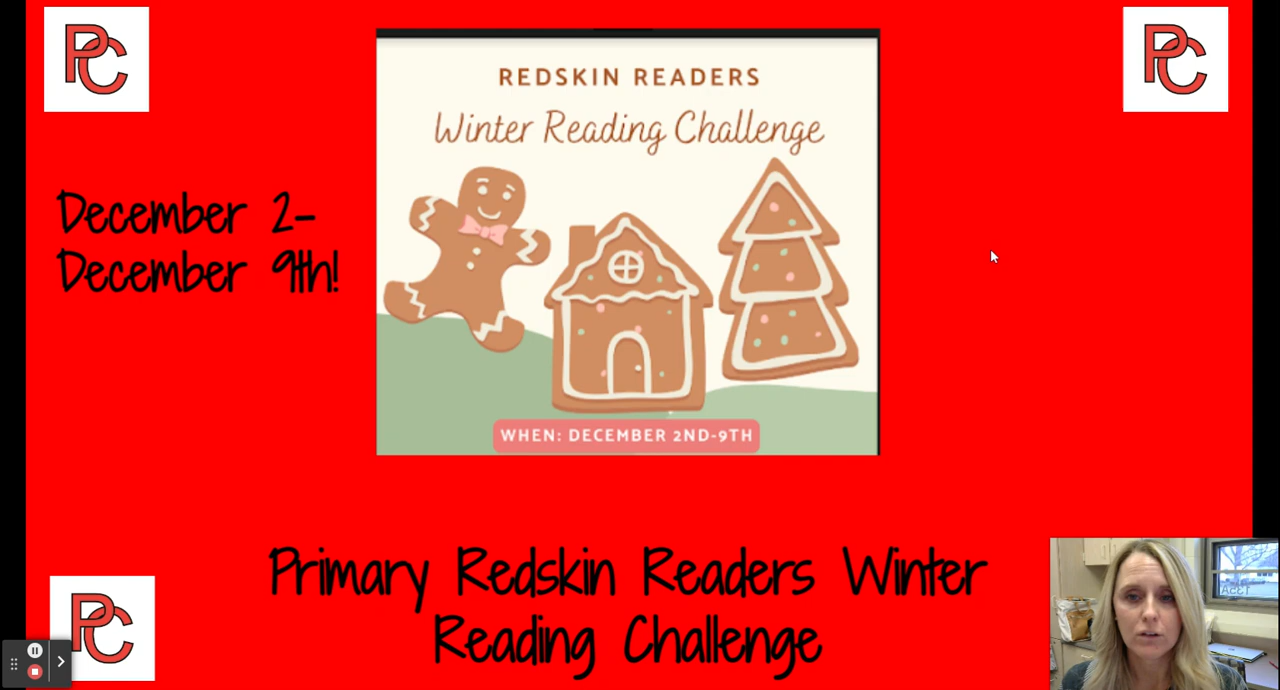 PC
PC
REDSKIN READERS
Winter Reading Challenge
December 2-
December 9th!
WHEN: DECEMBER 2ND-9TH
Primary Redskin Readers Winter
Reading Challenge
PC